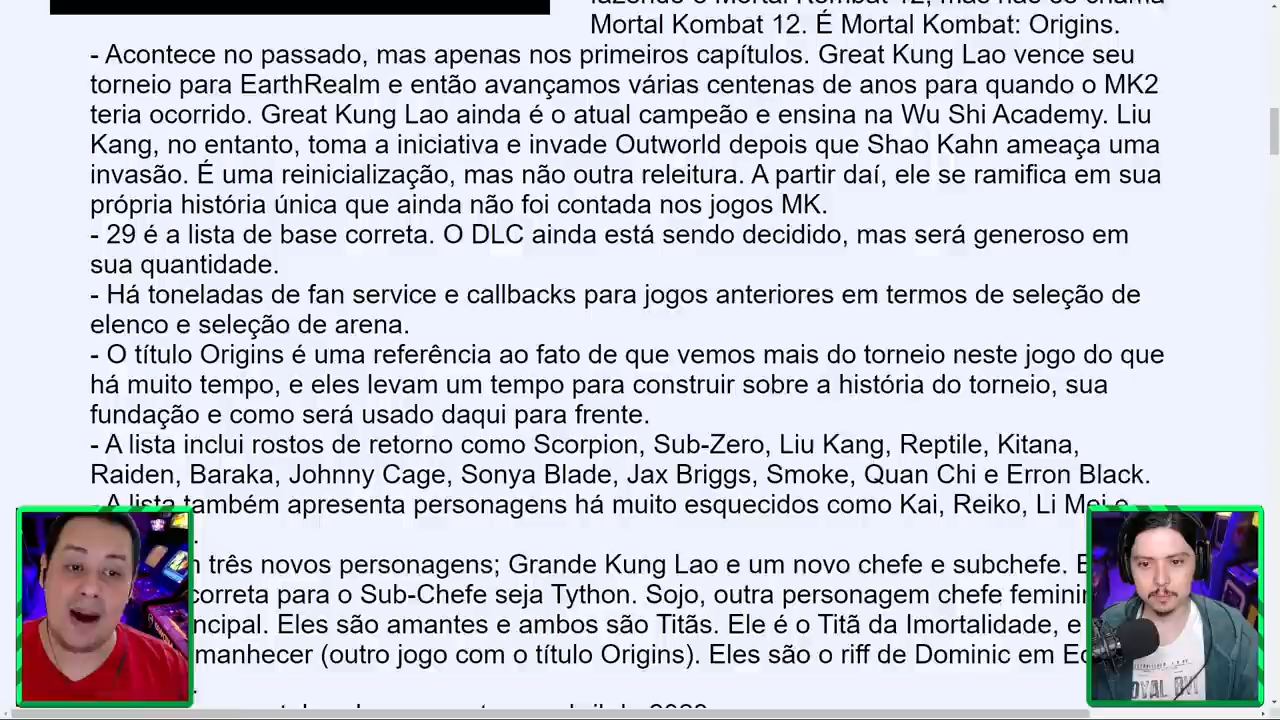 Mortal Kombat 12. É Mortal Kombat: Origins.
- Acontece no passado, mas apenas nos primeiros capítulos. Great Kung Lao vence seu
torneio para EarthRealm e então avançamos várias centenas de anos para quando o MK2
teria ocorrido. Great Kung Lao ainda é o atual campeão e ensina na Wu Shi Academy. Liu
Kang, no entanto, toma a iniciativa e invade Outworld depois que Shao Kahn ameaça uma
invasão. É uma reinicialização, mas não outra releitura. A partir daí, ele se ramifica em sua
própria história única que ainda não foi contada nos jogos MK.
- 29 é a lista de base correta. O DLC ainda está sendo decidido, mas será generoso em
sua quantidade.
- Há toneladas de fan service e callbacks para jogos anteriores em termos de seleção de
elenco e seleção de arena.
- O título Origins é uma referência ao fato de que vemos mais do torneio neste jogo do que
há muito tempo, e eles levam um tempo para construir sobre a história do torneio, sua
fundação e como será usado daqui para frente.
- A lista inclui rostos de retorno como Scorpion, Sub-Zero, Liu Kang, Reptile, Kitana,
Raiden, Baraka, Johnny Cage, Sonya Blade, Jax Briggs, Smoke, Quan Chi e Erron Black.
- A lista também apresenta personagens há muito esquecidos como Kai, Reiko, Li Mei e
três novos personagens; Grande Kung Lao e um novo chefe e subchefe.
correta para o Sub-Chefe seja Tython. Sojo, outra personagem chefe
Eles são amantes e ambos são Titãs. Ele é o Titã da Imortalidade, e
(outro jogo com o título Origins). Eles são o riff de Dominic em
ROYAL